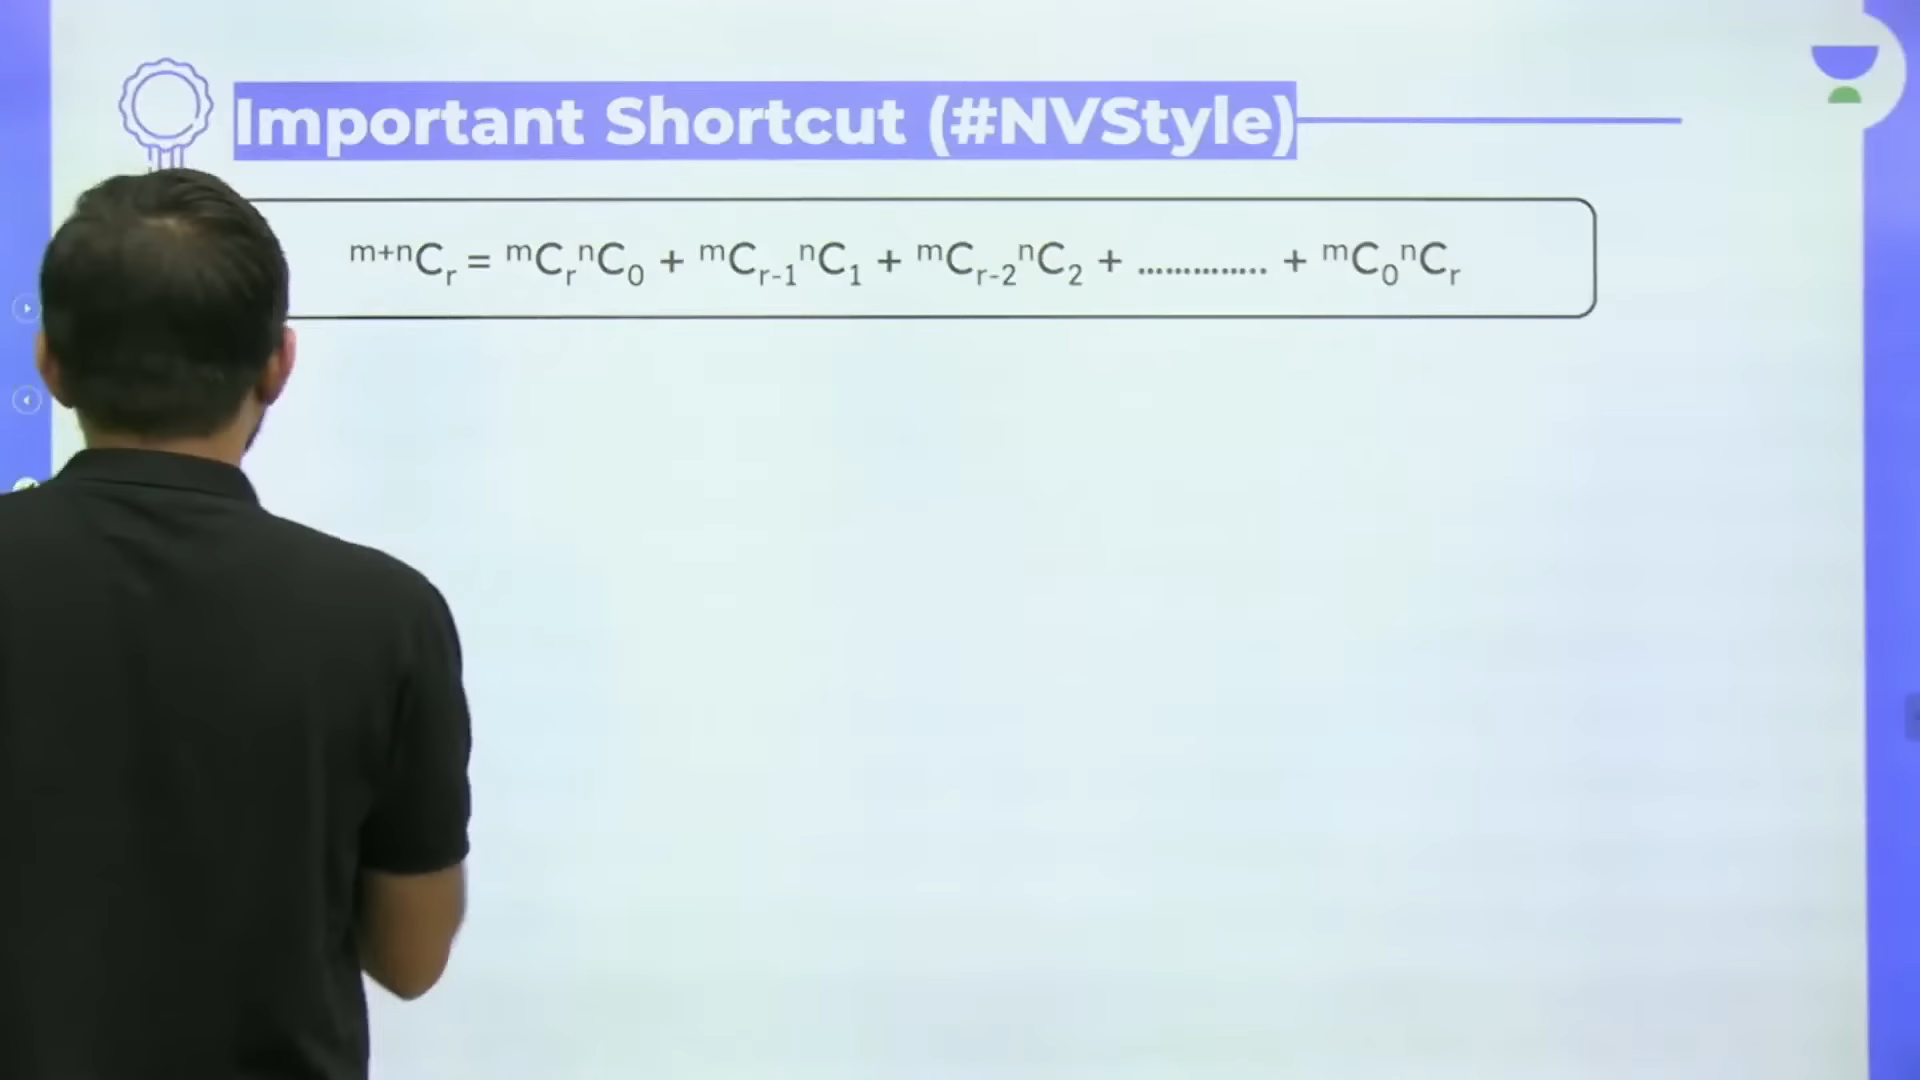 Important Shortcut (#NVStyle)
ᵐ⁺ⁿCᵣ = ᵐCᵣⁿC₀ + ᵐCᵣ₋₁ⁿC₁ + ᵐCᵣ₋₂ⁿC₂ + .............. + ᵐC₀ⁿCᵣ